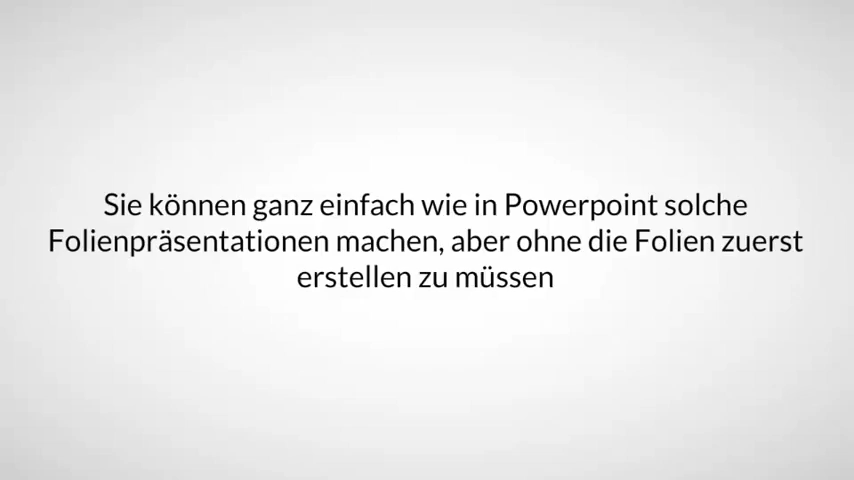 Sie können ganz einfach wie in Powerpoint solche
Folienpräsentationen machen, aber ohne die Folien zuerst
erstellen zu müssen